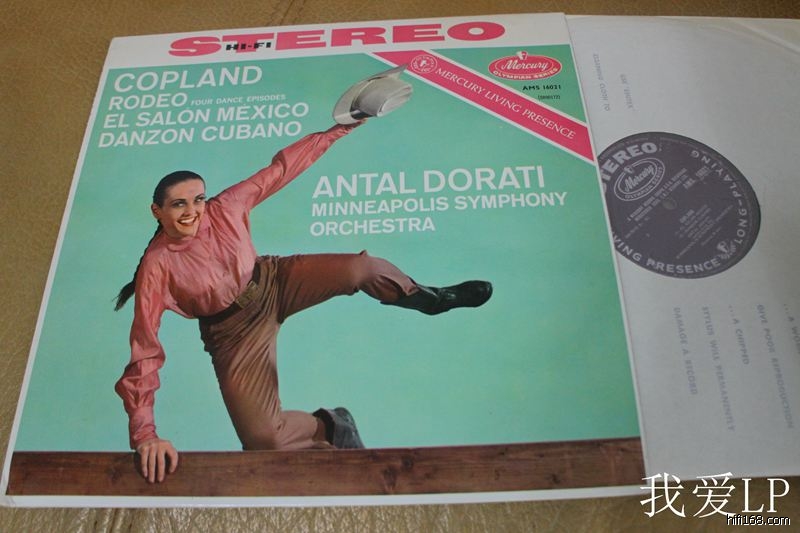 STEREO
HI-FI
COPLAND
RODEO FOUR DANCE EPISODES
EL SALON MEXICO
DANZON CUBANO
MERCURY LIVING PRESENCE
Mercury
OLYMPIAN SERIES
AMS 16021
ANTAL DORATI
MINNEAPOLIS SYMPHONY
ORCHESTRA
STEREO
Mercury
LIVING PRESENCE
LONG-PLAYING
GIVE POOR REPRODUCTION
... A CHIPPED
STYLUS WILL PERMANENTLY
DAMAGE A RECORD
我爱LP
hifi168.com